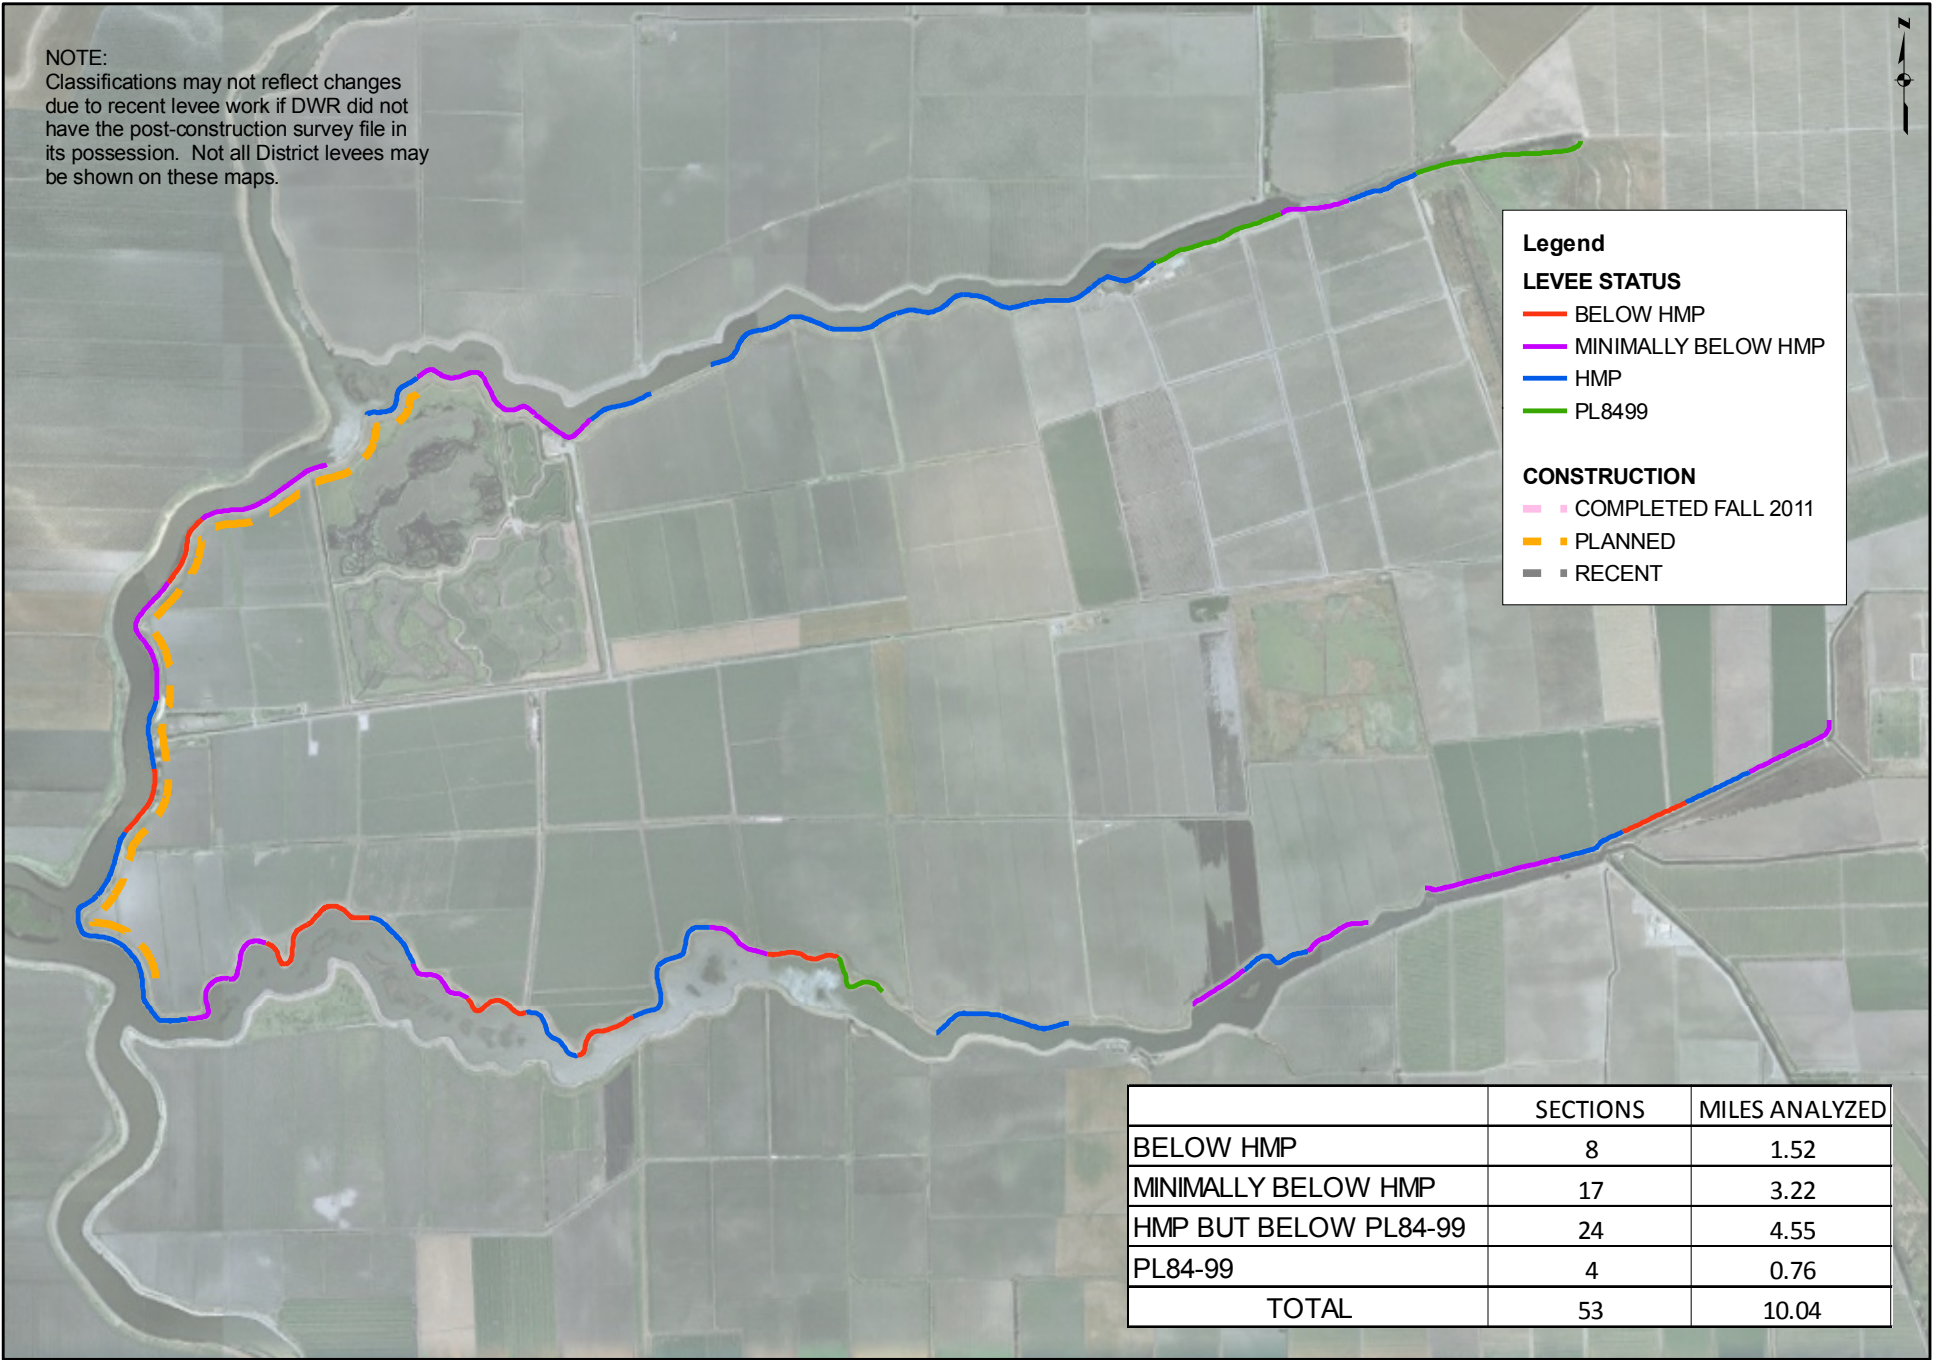 NOTE:
Classifications may not reflect changes
due to recent levee work if DWR did not
have the post-construction survey file in
its possession.  Not all District levees may
be shown on these maps.
N
Legend
LEVEE STATUS
BELOW HMP
MINIMALLY BELOW HMP
HMP
PL8499
CONSTRUCTION
COMPLETED FALL 2011
PLANNED
RECENT
SECTIONS MILES ANALYZED
BELOW HMP 8 1.52
MINIMALLY BELOW HMP 17 3.22
HMP BUT BELOW PL84-99 24 4.55
PL84-99 4 0.76
TOTAL 53 10.04